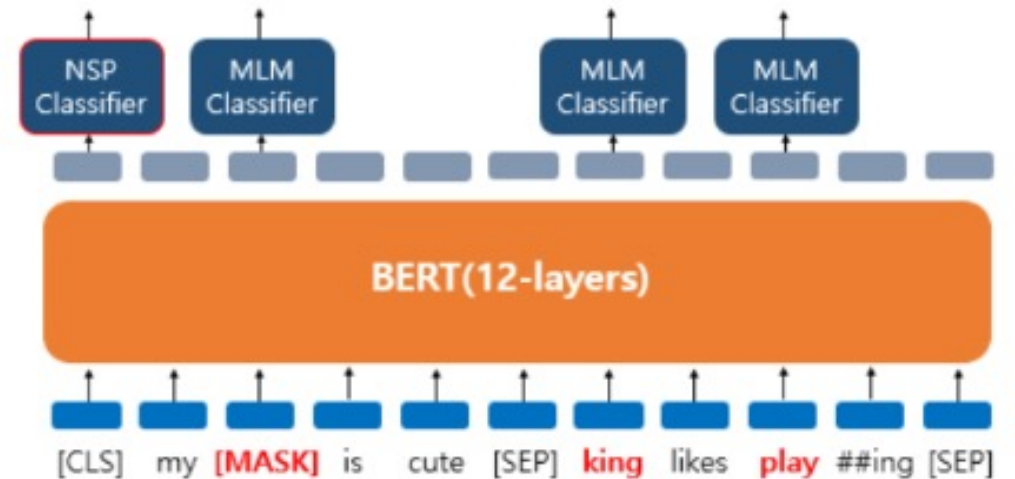 NSP
Classifier
MLM
Classifier
MLM
Classifier
MLM
Classifier
BERT(12-layers)
[CLS] my [MASK] is cute [SEP] king likes play ##ing [SEP]